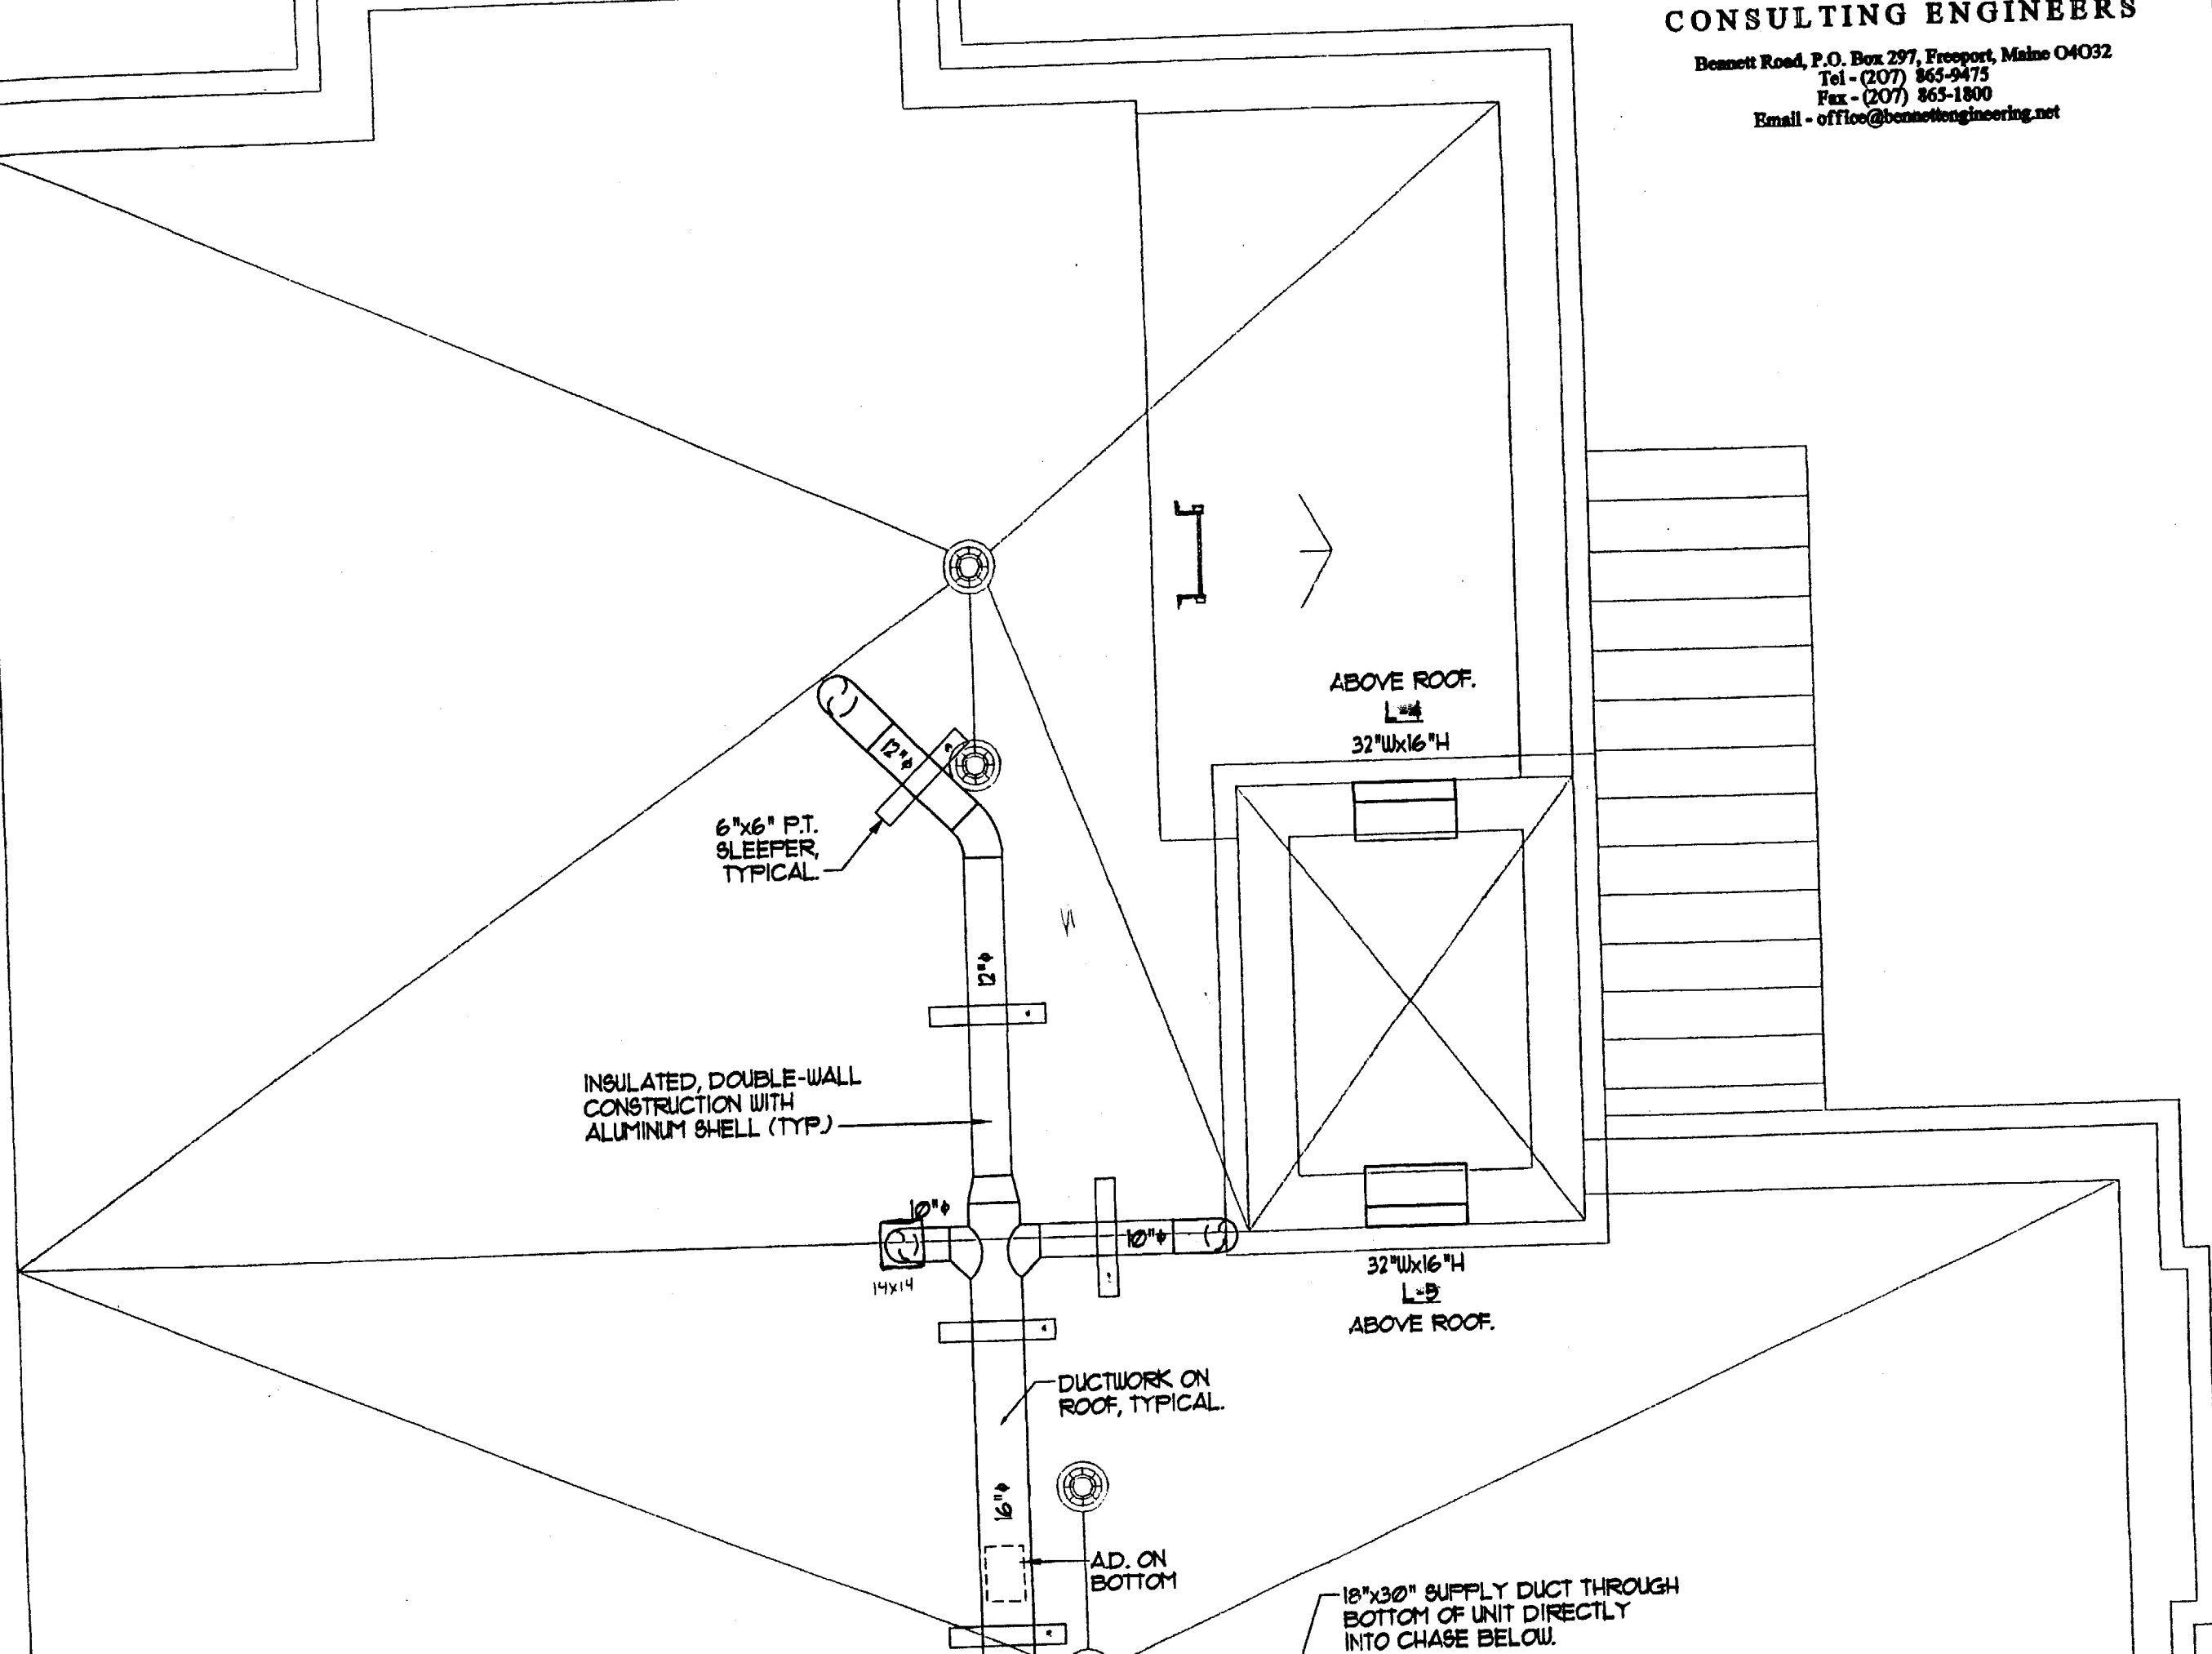 CONSULTING ENGINEERS
Bennett Road, P.O. Box 297, Freeport, Maine 04032
Tel - (207) 865-9475
Fax - (207) 865-1800
Email - office@bennettengineering.net
ABOVE ROOF.
L-4
32"Wx16"H
12"ϕ
6"x6" P.T.
SLEEPER,
TYPICAL.
12"ϕ
INSULATED, DOUBLE-WALL
CONSTRUCTION WITH
ALUMINUM SHELL (TYP.)
10"ϕ
10"ϕ
14x14
32"Wx16"H
L-5
ABOVE ROOF.
DUCTWORK ON
ROOF, TYPICAL.
16"ϕ
A.D. ON
BOTTOM
18"x30" SUPPLY DUCT THROUGH
BOTTOM OF UNIT DIRECTLY
INTO CHASE BELOW.